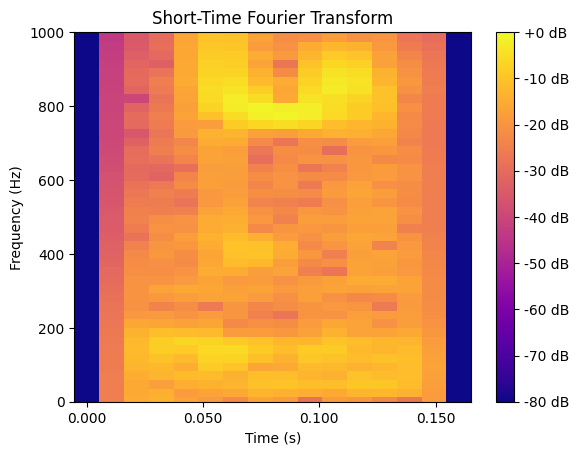 Short-Time Fourier Transform
1000
800
600
400
200
0
Frequency (Hz)
0.000
0.050
0.100
0.150
Time (s)
+0 dB
-10 dB
-20 dB
-30 dB
-40 dB
-50 dB
-60 dB
-70 dB
-80 dB